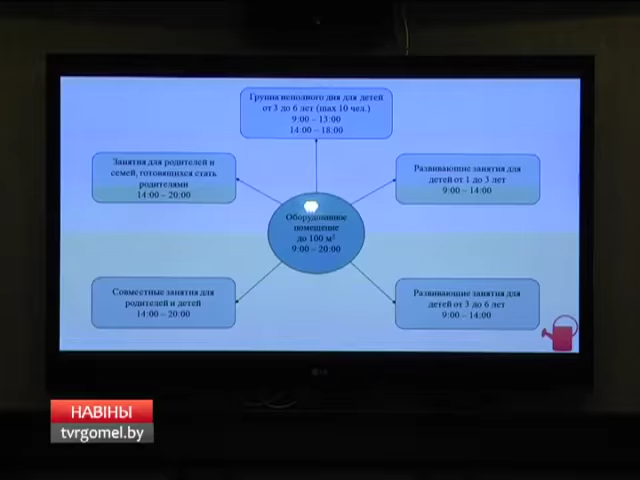 Группа неполного дня для детей
от 3 до 6 лет (max 10 чел.)
9:00 – 13:00
14:00 – 18:00
Занятия для родителей и
семей, готовящихся стать
родителями
14:00 – 20:00
Развивающие занятия для
детей от 1 до 3 лет
9:00 – 14:00
Оборудованное
помещение
до 100 м²
9:00 – 20:00
Совместные занятия для
родителей и детей
14:00 – 20:00
Развивающие занятия для
детей от 3 до 6 лет
9:00 – 14:00
LG
НАВІНЫ
tvrgomel.by